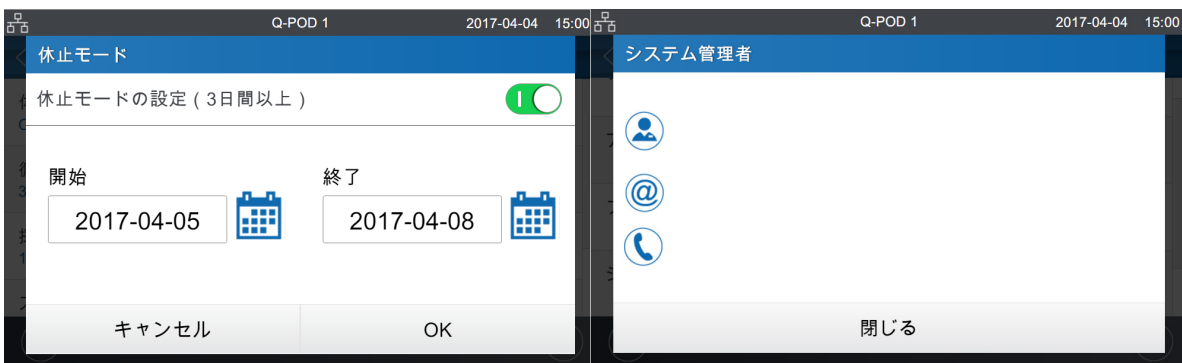 Q-POD 1
2017-04-04 15:00
休止モード
休止モードの設定 ( 3日間以上 )
開始
終了
2017-04-05
2017-04-08
キャンセル
OK
Q-POD 1
2017-04-04 15:00
システム管理者
@
閉じる